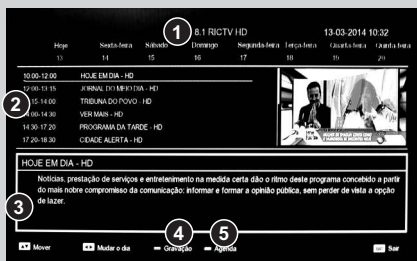 1
8.1 RICTV HD 13-03-2014 10:32
Hoje Sexta-feira Sábado Domingo Segunda-feira Terça-feira Quarta-feira Quinta-feira
13 14 15 16 17 18 19 20
10:00-12:00 HOJE EM DIA - HD
12:00-13:15 JORNAL DO MEIO DIA - HD
2
15-14:00 TRIBUNA DO POVO - HD
14:00-14:30 VER MAIS - HD
14:30-17:20 PROGRAMA DA TARDE - HD
17:20-18:30 CIDADE ALERTA - HD
HOJE EM DIA - HD
Notícias, prestação de serviços e entretenimento na medida certa dão o ritmo deste programa concebido a partir
do mais nobre compromisso da comunicação: informar e formar a opinião pública, sem perder de vista a opção
de lazer.
3
4 5
Mover Mudar o dia Gravação Agenda Sair